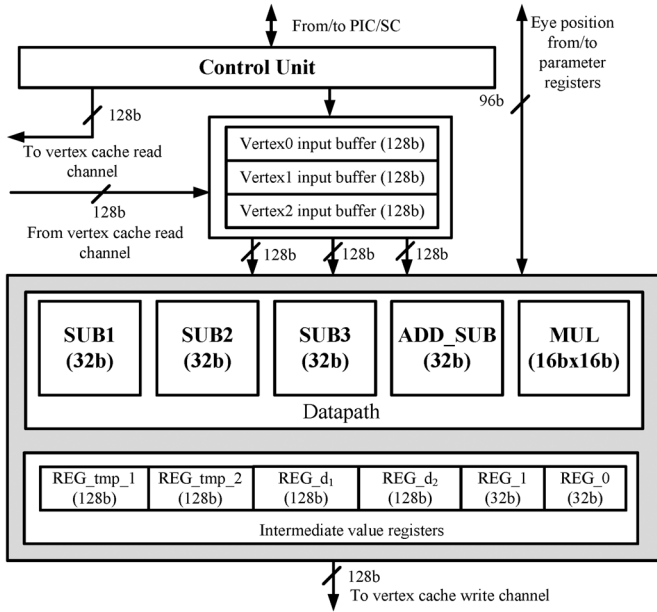 From/to PIC/SC
Eye position
from/to
parameter
registers
Control Unit
128b
96b
To vertex cache read
channel
Vertex0 input buffer (128b)
Vertex1 input buffer (128b)
Vertex2 input buffer (128b)
128b
From vertex cache read
channel
128b 128b 128b
SUB1 SUB2 SUB3 ADD_SUB MUL
(32b) (32b) (32b) (32b) (16bx16b)
Datapath
REG_tmp_1 REG_tmp_2 REG_d₁ REG_d₂ REG_1 REG_0
(128b) (128b) (128b) (128b) (32b) (32b)
Intermediate value registers
128b
To vertex cache write channel